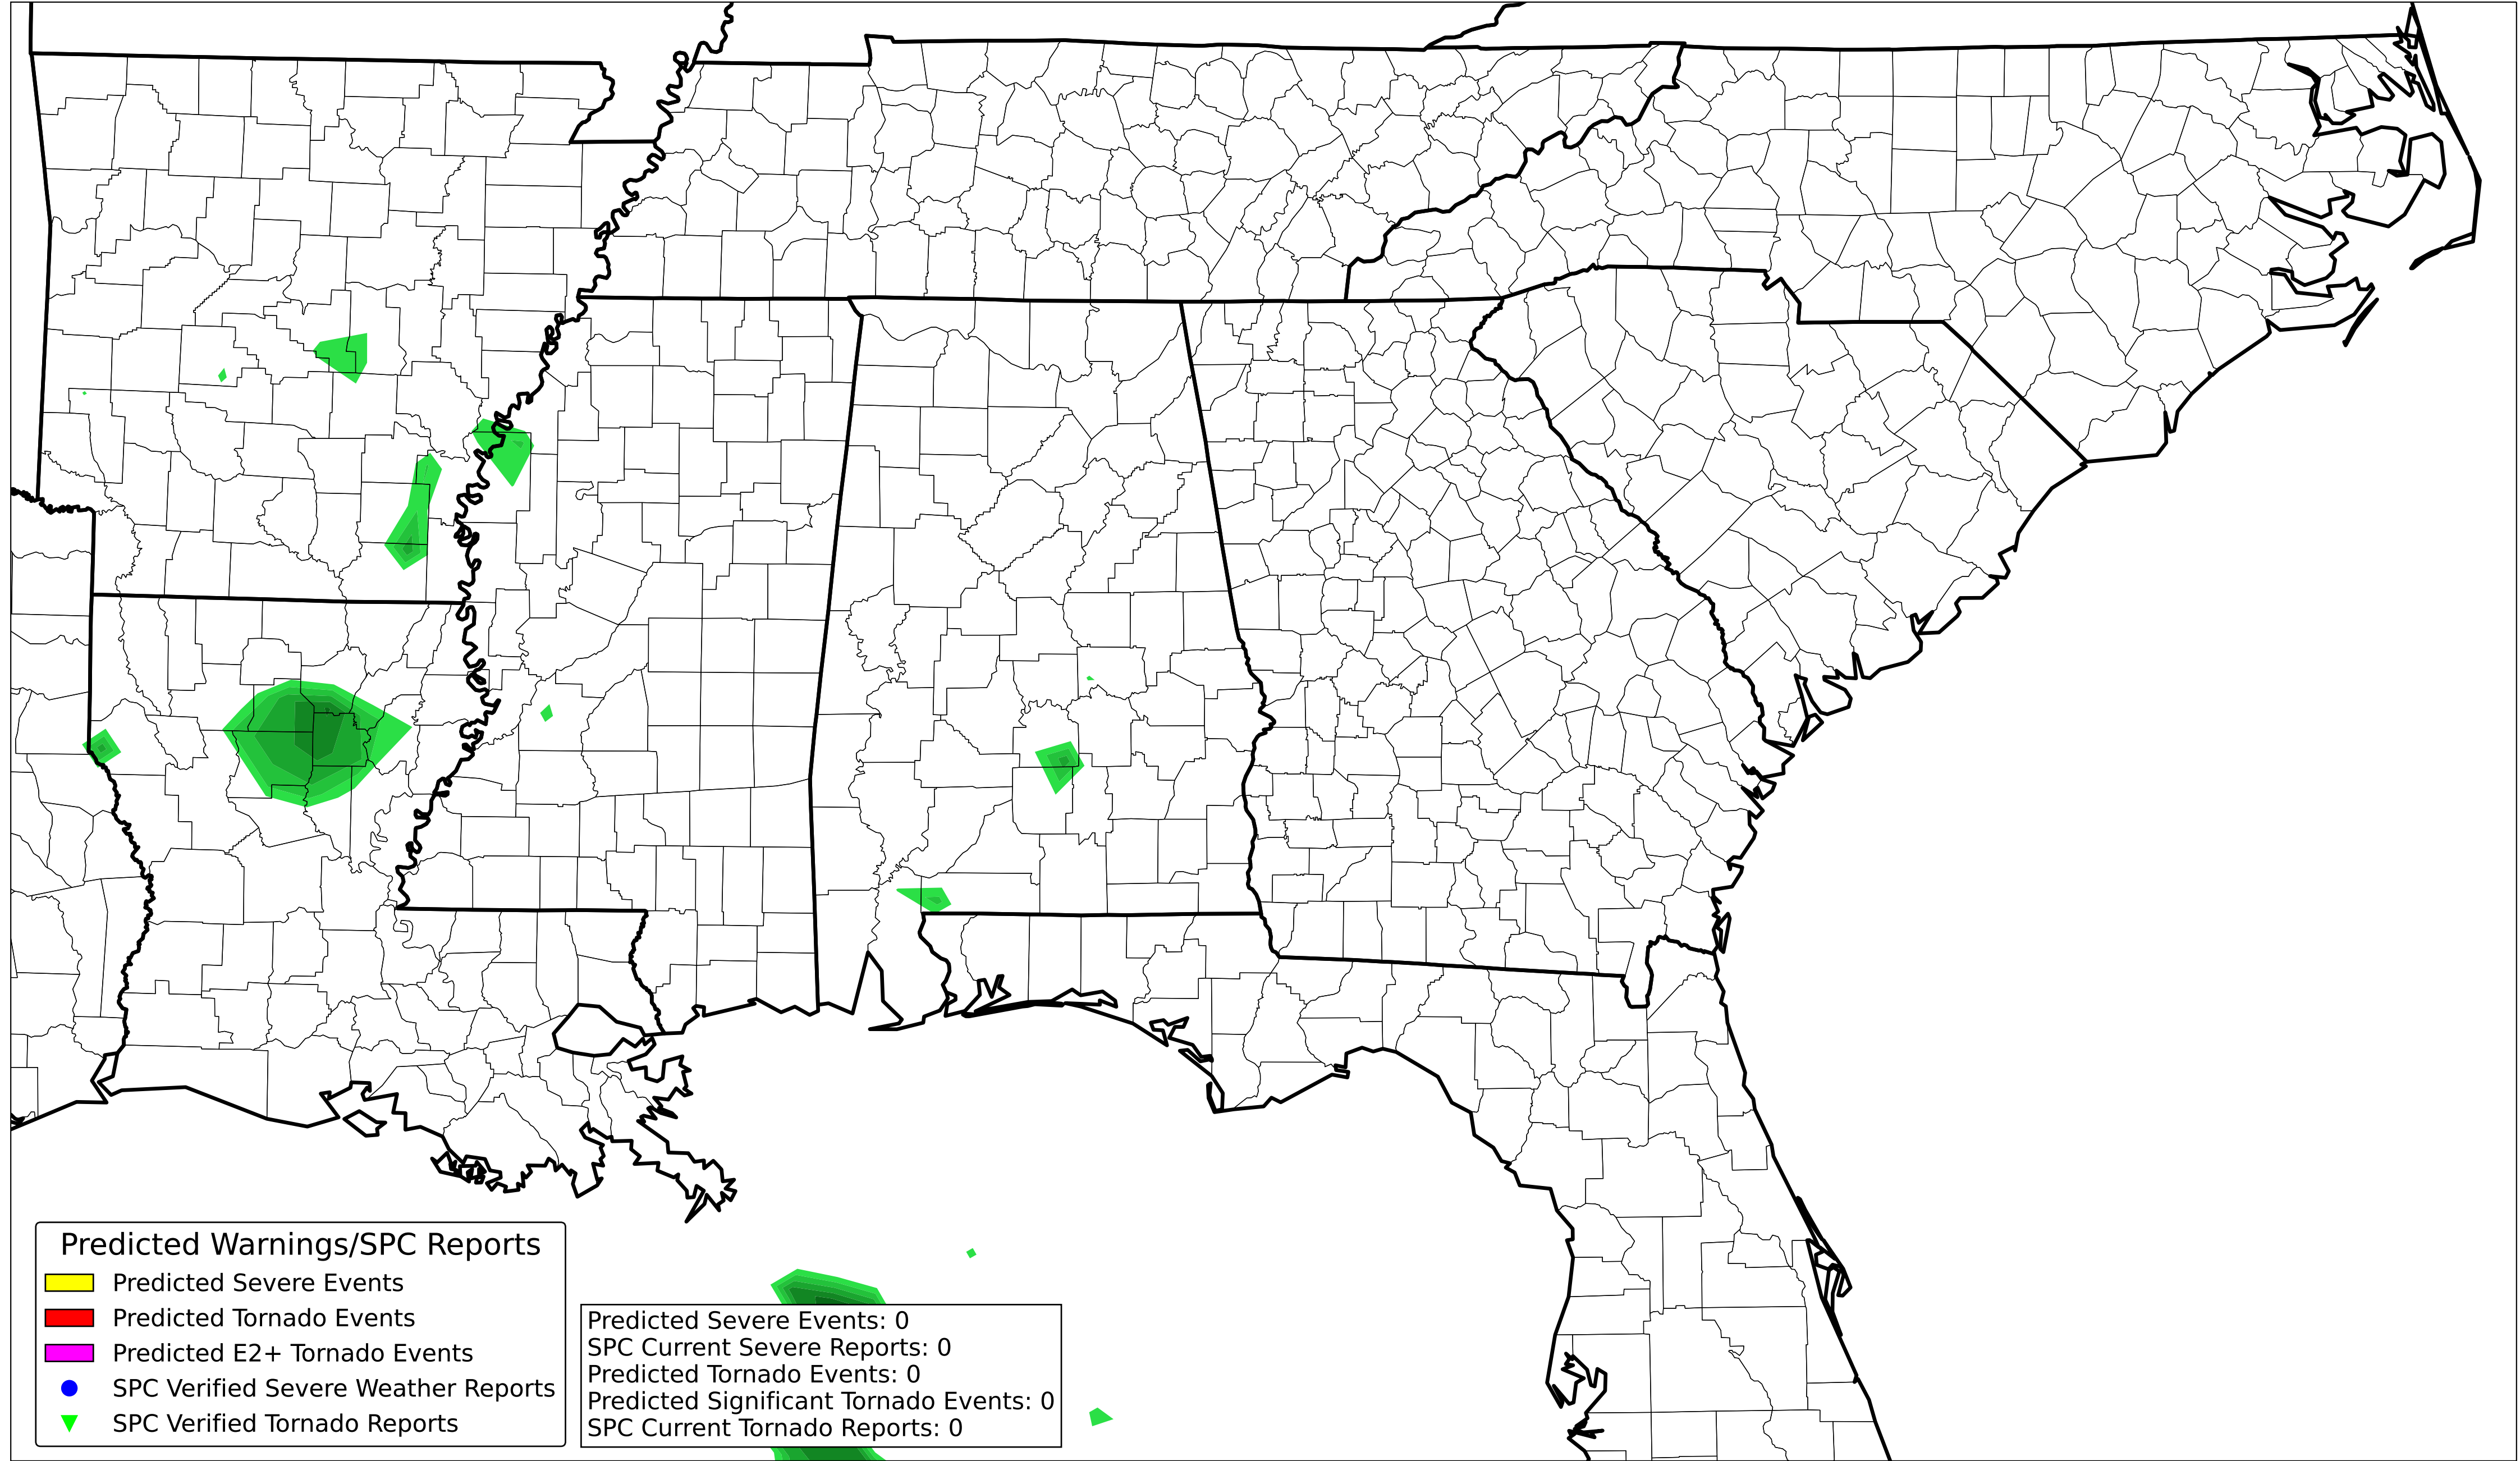 Predicted Warnings/SPC Reports
Predicted Severe Events
Predicted Tornado Events
Predicted E2+ Tornado Events
SPC Verified Severe Weather Reports
SPC Verified Tornado Reports
Predicted Severe Events: 0
SPC Current Severe Reports: 0
Predicted Tornado Events: 0
Predicted Significant Tornado Events: 0
SPC Current Tornado Reports: 0